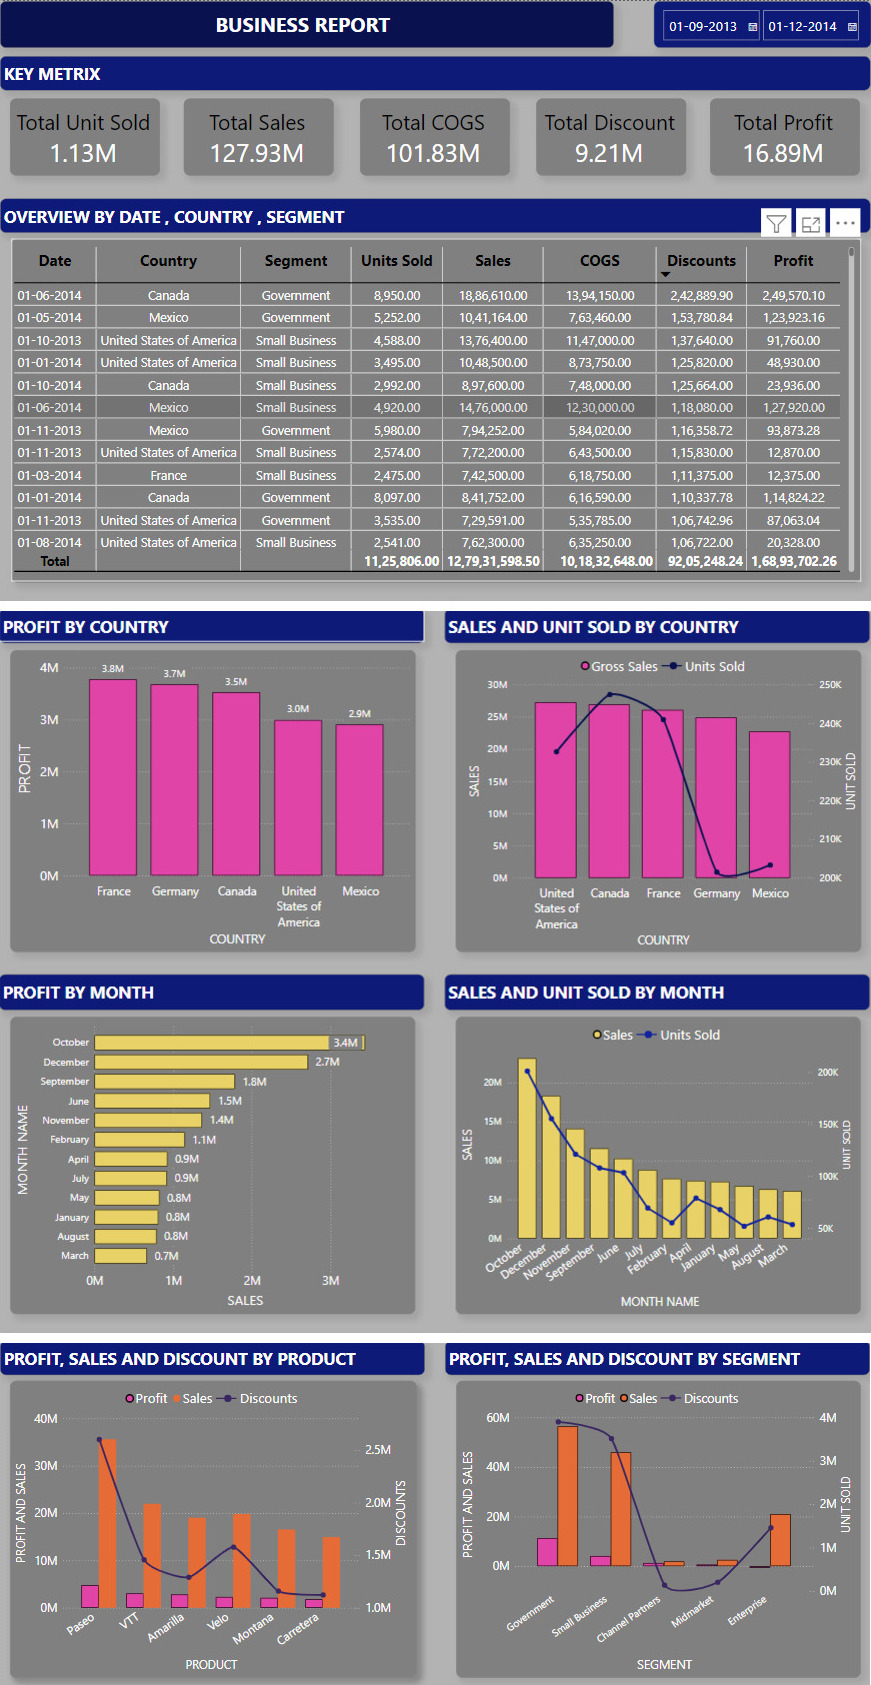 BUSINESS REPORT
01-09-2013 01-12-2014
KEY METRIX
Total Unit Sold Total Sales Total COGS Total Discount Total Profit
1.13M 127.93M 101.83M 9.21M 16.89M
OVERVIEW BY DATE , COUNTRY , SEGMENT
Date Country Segment Units Sold Sales COGS Discounts Profit
01-06-2014 Canada Government 8,950.00 18,86,610.00 13,94,150.00 2,42,889.90 2,49,570.10
01-05-2014 Mexico Government 5,252.00 10,41,164.00 7,63,460.00 1,53,780.84 1,23,923.16
01-10-2013 United States of America Small Business 4,588.00 13,76,400.00 11,47,000.00 1,37,640.00 91,760.00
01-01-2014 United States of America Small Business 3,495.00 10,48,500.00 8,73,750.00 1,25,820.00 48,930.00
01-10-2014 Canada Small Business 2,992.00 8,97,600.00 7,48,000.00 1,25,664.00 23,936.00
01-06-2014 Mexico Small Business 4,920.00 14,76,000.00 12,30,000.00 1,18,080.00 1,27,920.00
01-11-2013 Mexico Government 5,980.00 7,94,252.00 5,84,020.00 1,16,358.72 93,873.28
01-11-2013 United States of America Small Business 2,574.00 7,72,200.00 6,43,500.00 1,15,830.00 12,870.00
01-03-2014 France Small Business 2,475.00 7,42,500.00 6,18,750.00 1,11,375.00 12,375.00
01-01-2014 Canada Government 8,097.00 8,41,752.00 6,16,590.00 1,10,337.78 1,14,824.22
01-11-2013 United States of America Government 3,535.00 7,29,591.00 5,35,785.00 1,06,742.96 87,063.04
01-08-2014 United States of America Small Business 2,541.00 7,62,300.00 6,35,250.00 1,06,722.00 20,328.00
Total 11,25,806.00 12,79,31,598.50 10,18,32,648.00 92,05,248.24 1,68,93,702.26
PROFIT BY COUNTRY
4M
3M
2M
1M
0M
PROFIT
3.8M 3.7M 3.5M 3.0M 2.9M
France Germany Canada United States of America Mexico
COUNTRY
SALES AND UNIT SOLD BY COUNTRY
Gross Sales Units Sold
30M 250K
25M 240K
20M 230K
15M 220K
10M 210K
5M
0M 200K
SALES
UNIT SOLD
United States of America Canada France Germany Mexico
COUNTRY
PROFIT BY MONTH
MONTH NAME
October 3.4M
December 2.7M
September 1.8M
June 1.5M
November 1.4M
February 1.1M
April 0.9M
July 0.9M
May 0.8M
January 0.8M
August 0.8M
March 0.7M
0M 1M 2M 3M
SALES
SALES AND UNIT SOLD BY MONTH
Sales Units Sold
20M 200K
15M 150K
10M 100K
5M 50K
0M
SALES
UNIT SOLD
October December November September June July February April January May August March
MONTH NAME
PROFIT, SALES AND DISCOUNT BY PRODUCT
Profit Sales Discounts
40M
30M 2.5M
20M 2.0M
10M 1.5M
0M 1.0M
PROFIT AND SALES
DISCOUNTS
Paseo VTT Amarilla Velo Montana Carretera
PRODUCT
PROFIT, SALES AND DISCOUNT BY SEGMENT
Profit Sales Discounts
60M 4M
40M 3M
20M 2M
0M 1M
0M
PROFIT AND SALES
UNIT SOLD
Government Small Business Channel Partners Midmarket Enterprise
SEGMENT